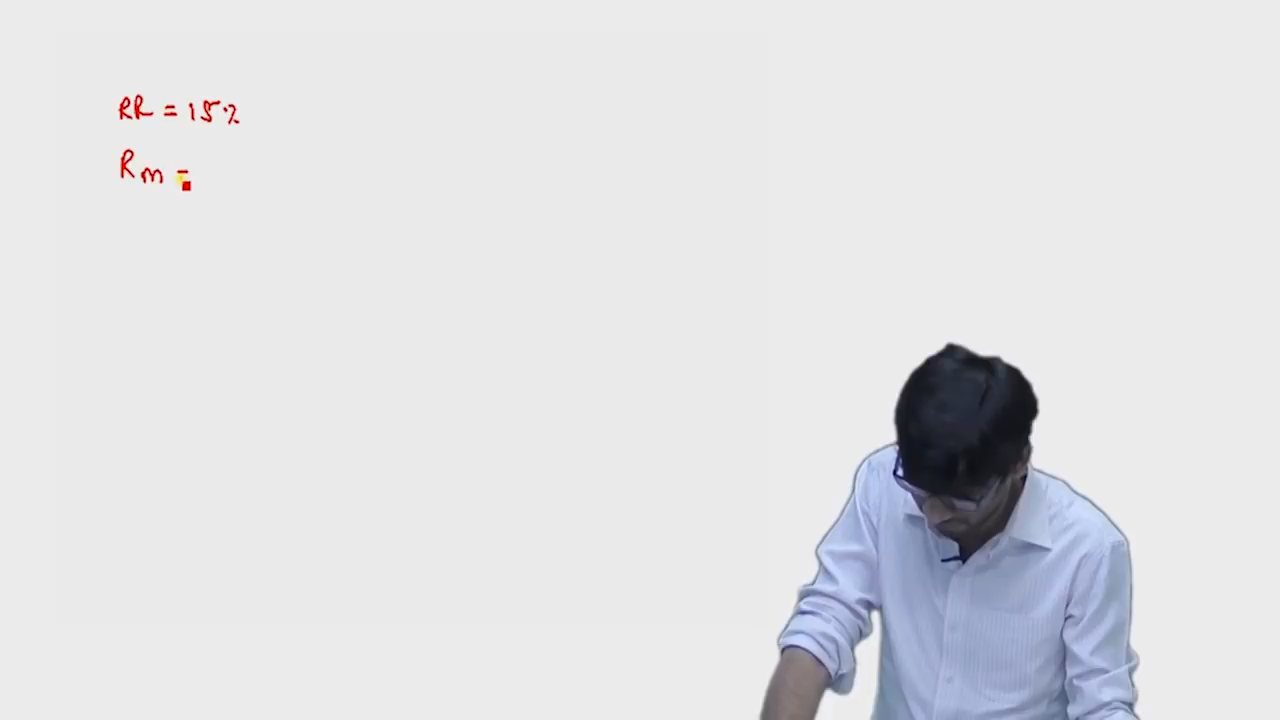 RR = 15%
Rm =